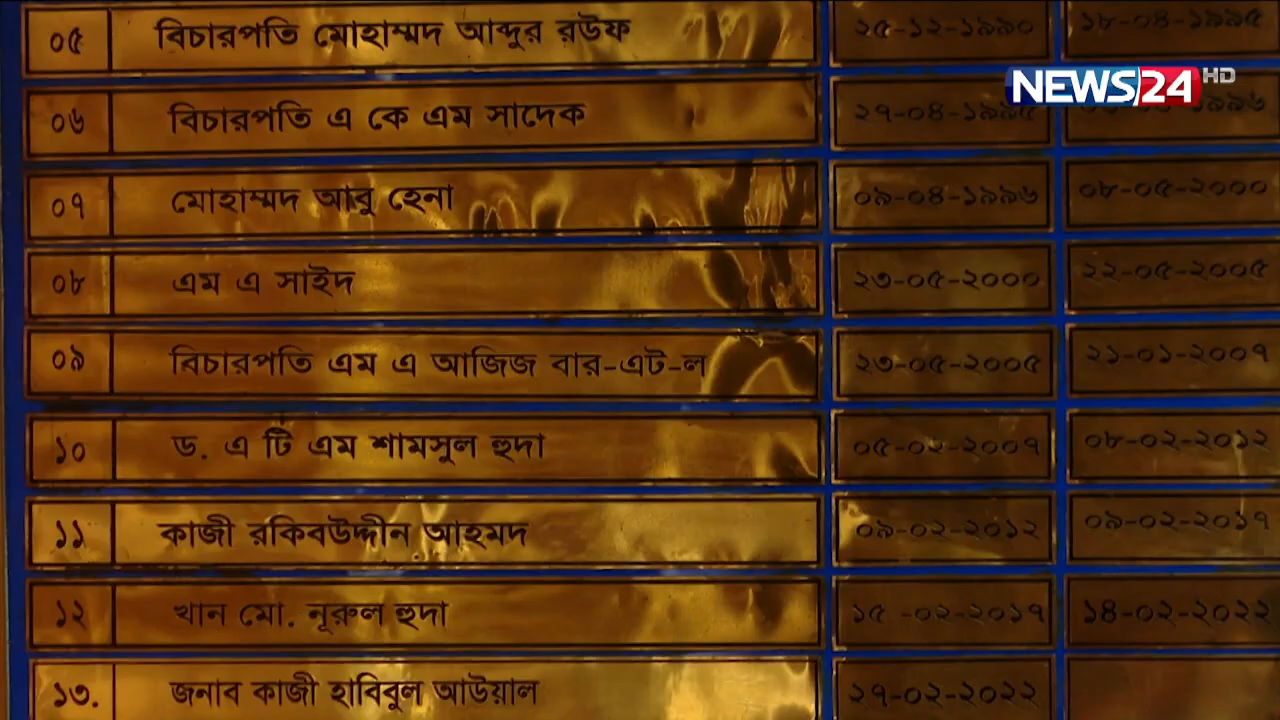 ০৫ বিচারপতি মোহাম্মদ আব্দুর রউফ ২৫-১২-১৯৯০ ১৮-০৪-১৯৯৫
NEWS24 HD
০৬ বিচারপতি এ কে এম সাদেক ২৭-০৪-১৯৯৫
০৭ মোহাম্মদ আবু হেনা ০৯-০৪-১৯৯৬ ০৮-০৫-২০০০
০৮ এম এ সাইদ ২৩-০৫-২০০০ ২২-০৫-২০০৫
০৯ বিচারপতি এম এ আজিজ বার-এট-ল ২৩-০৫-২০০৫ ২১-০১-২০০৭
১০ ড. এ টি এম শামসুল হুদা ০৫-০২-২০০৭ ০৮-০২-২০১২
১১ কাজী রকিবউদ্দীন আহমদ ০৯-০২-২০১২ ০৯-০২-২০১৭
১২ খান মো. নূরুল হুদা ১৫ -০২-২০১৭ ১৪-০২-২০২২
১৩. জনাব কাজী হাবিবুল আউয়াল ২৭-০২-২০২২